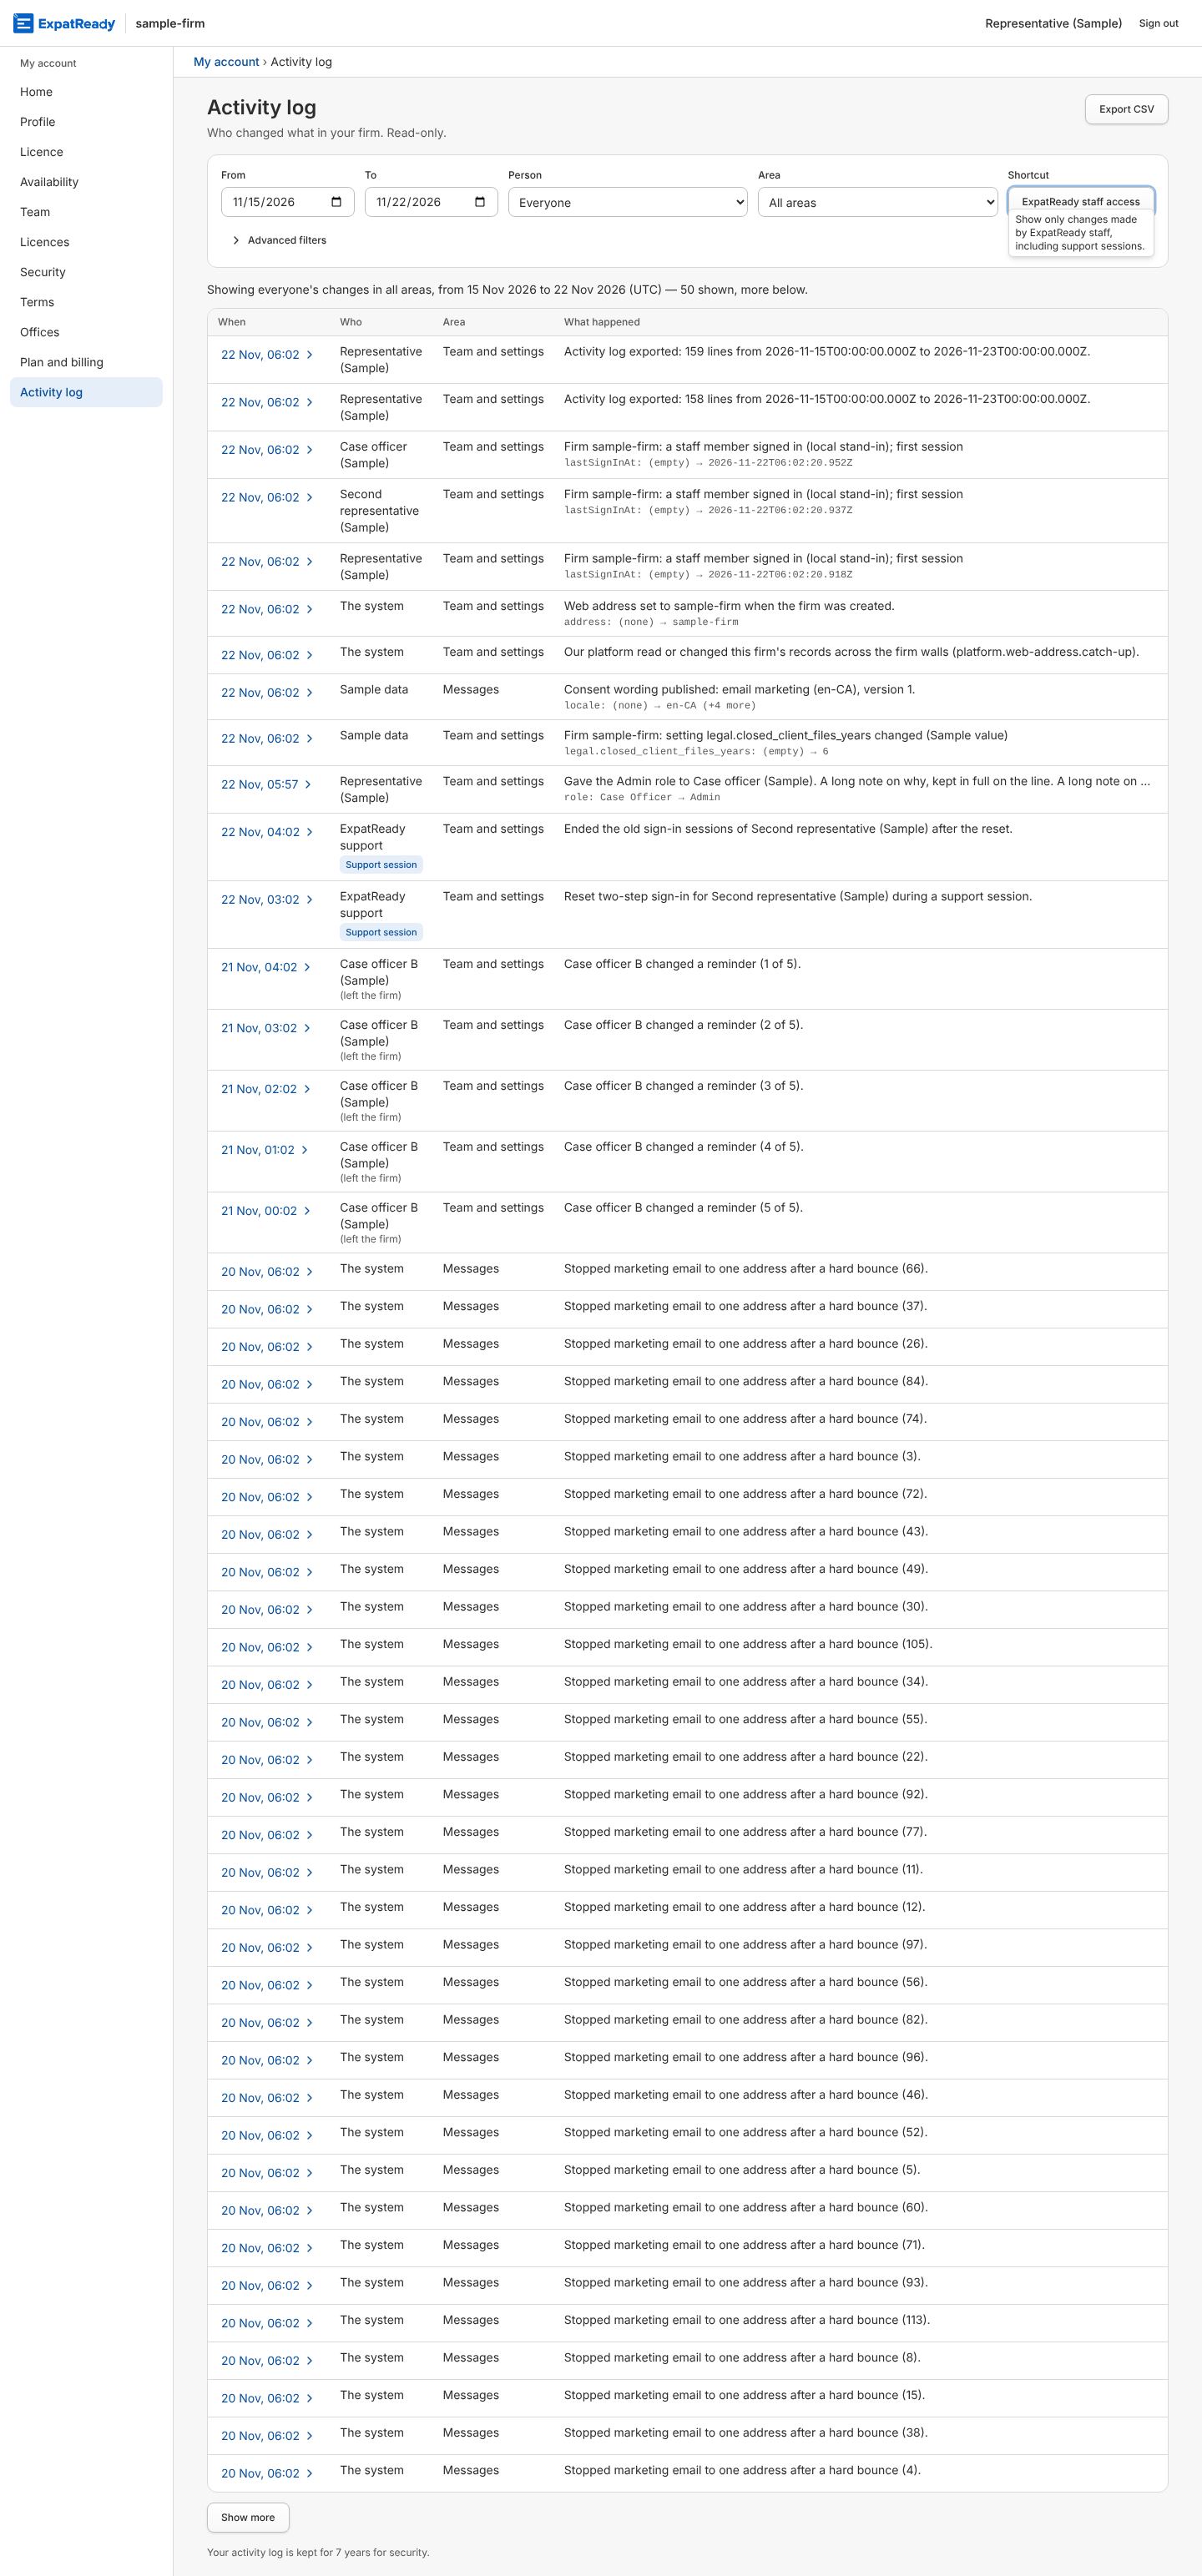 ExpatReady
sample-firm
Representative (Sample)
Sign out
My account
Home
Profile
Licence
Availability
Team
Licences
Security
Terms
Offices
Plan and billing
Activity log
My account › Activity log
Activity log
Export CSV
Who changed what in your firm. Read-only.
From
To
Person
Area
Shortcut
11/15/2026
11/22/2026
Everyone
All areas
ExpatReady staff access
Show only changes made
by ExpatReady staff,
including support sessions.
Advanced filters
Showing everyone's changes in all areas, from 15 Nov 2026 to 22 Nov 2026 (UTC) — 50 shown, more below.
When Who Area What happened
22 Nov, 06:02 Representative Team and settings Activity log exported: 159 lines from 2026-11-15T00:00:00.000Z to 2026-11-23T00:00:00.000Z.
(Sample)
22 Nov, 06:02 Representative Team and settings Activity log exported: 158 lines from 2026-11-15T00:00:00.000Z to 2026-11-23T00:00:00.000Z.
(Sample)
22 Nov, 06:02 Case officer Team and settings Firm sample-firm: a staff member signed in (local stand-in); first session
(Sample) lastSignInAt: (empty) → 2026-11-22T06:02:20.952Z
22 Nov, 06:02 Second Team and settings Firm sample-firm: a staff member signed in (local stand-in); first session
representative lastSignInAt: (empty) → 2026-11-22T06:02:20.937Z
(Sample)
22 Nov, 06:02 Representative Team and settings Firm sample-firm: a staff member signed in (local stand-in); first session
(Sample) lastSignInAt: (empty) → 2026-11-22T06:02:20.918Z
22 Nov, 06:02 The system Team and settings Web address set to sample-firm when the firm was created.
address: (none) → sample-firm
22 Nov, 06:02 The system Team and settings Our platform read or changed this firm's records across the firm walls (platform.web-address.catch-up).
22 Nov, 06:02 Sample data Messages Consent wording published: email marketing (en-CA), version 1.
locale: (none) → en-CA (+4 more)
22 Nov, 06:02 Sample data Team and settings Firm sample-firm: setting legal.closed_client_files_years changed (Sample value)
legal.closed_client_files_years: (empty) → 6
22 Nov, 05:57 Representative Team and settings Gave the Admin role to Case officer (Sample). A long note on why, kept in full on the line. A long note on ...
(Sample) role: Case Officer → Admin
22 Nov, 04:02 ExpatReady Team and settings Ended the old sign-in sessions of Second representative (Sample) after the reset.
support
Support session
22 Nov, 03:02 ExpatReady Team and settings Reset two-step sign-in for Second representative (Sample) during a support session.
support
Support session
21 Nov, 04:02 Case officer B Team and settings Case officer B changed a reminder (1 of 5).
(Sample)
(left the firm)
21 Nov, 03:02 Case officer B Team and settings Case officer B changed a reminder (2 of 5).
(Sample)
(left the firm)
21 Nov, 02:02 Case officer B Team and settings Case officer B changed a reminder (3 of 5).
(Sample)
(left the firm)
21 Nov, 01:02 Case officer B Team and settings Case officer B changed a reminder (4 of 5).
(Sample)
(left the firm)
21 Nov, 00:02 Case officer B Team and settings Case officer B changed a reminder (5 of 5).
(Sample)
(left the firm)
20 Nov, 06:02 The system Messages Stopped marketing email to one address after a hard bounce (66).
20 Nov, 06:02 The system Messages Stopped marketing email to one address after a hard bounce (37).
20 Nov, 06:02 The system Messages Stopped marketing email to one address after a hard bounce (26).
20 Nov, 06:02 The system Messages Stopped marketing email to one address after a hard bounce (84).
20 Nov, 06:02 The system Messages Stopped marketing email to one address after a hard bounce (74).
20 Nov, 06:02 The system Messages Stopped marketing email to one address after a hard bounce (3).
20 Nov, 06:02 The system Messages Stopped marketing email to one address after a hard bounce (72).
20 Nov, 06:02 The system Messages Stopped marketing email to one address after a hard bounce (43).
20 Nov, 06:02 The system Messages Stopped marketing email to one address after a hard bounce (49).
20 Nov, 06:02 The system Messages Stopped marketing email to one address after a hard bounce (30).
20 Nov, 06:02 The system Messages Stopped marketing email to one address after a hard bounce (105).
20 Nov, 06:02 The system Messages Stopped marketing email to one address after a hard bounce (34).
20 Nov, 06:02 The system Messages Stopped marketing email to one address after a hard bounce (55).
20 Nov, 06:02 The system Messages Stopped marketing email to one address after a hard bounce (22).
20 Nov, 06:02 The system Messages Stopped marketing email to one address after a hard bounce (92).
20 Nov, 06:02 The system Messages Stopped marketing email to one address after a hard bounce (77).
20 Nov, 06:02 The system Messages Stopped marketing email to one address after a hard bounce (11).
20 Nov, 06:02 The system Messages Stopped marketing email to one address after a hard bounce (12).
20 Nov, 06:02 The system Messages Stopped marketing email to one address after a hard bounce (97).
20 Nov, 06:02 The system Messages Stopped marketing email to one address after a hard bounce (56).
20 Nov, 06:02 The system Messages Stopped marketing email to one address after a hard bounce (82).
20 Nov, 06:02 The system Messages Stopped marketing email to one address after a hard bounce (96).
20 Nov, 06:02 The system Messages Stopped marketing email to one address after a hard bounce (46).
20 Nov, 06:02 The system Messages Stopped marketing email to one address after a hard bounce (52).
20 Nov, 06:02 The system Messages Stopped marketing email to one address after a hard bounce (5).
20 Nov, 06:02 The system Messages Stopped marketing email to one address after a hard bounce (60).
20 Nov, 06:02 The system Messages Stopped marketing email to one address after a hard bounce (71).
20 Nov, 06:02 The system Messages Stopped marketing email to one address after a hard bounce (93).
20 Nov, 06:02 The system Messages Stopped marketing email to one address after a hard bounce (113).
20 Nov, 06:02 The system Messages Stopped marketing email to one address after a hard bounce (8).
20 Nov, 06:02 The system Messages Stopped marketing email to one address after a hard bounce (15).
20 Nov, 06:02 The system Messages Stopped marketing email to one address after a hard bounce (38).
20 Nov, 06:02 The system Messages Stopped marketing email to one address after a hard bounce (4).
Show more
Your activity log is kept for 7 years for security.